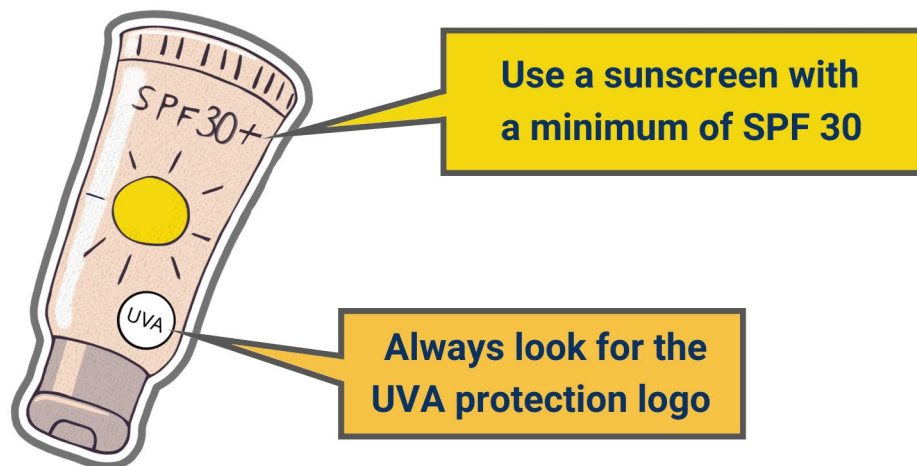 SPF30+
Use a sunscreen with
a minimum of SPF 30
UVA
Always look for the
UVA protection logo